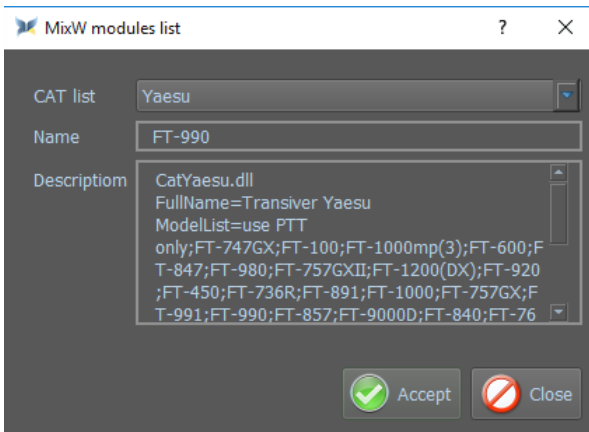 MixW modules list
?
CAT list
Yaesu
Name
FT-990
Descriptiom
CatYaesu.dll
FullName=Transiver Yaesu
ModelList=use PTT
only;FT-747GX;FT-100;FT-1000mp(3);FT-600;F
T-847;FT-980;FT-757GXII;FT-1200(DX);FT-920
;FT-450;FT-736R;FT-891;FT-1000;FT-757GX;F
T-991;FT-990;FT-857;FT-9000D;FT-840;FT-76
Accept
Close